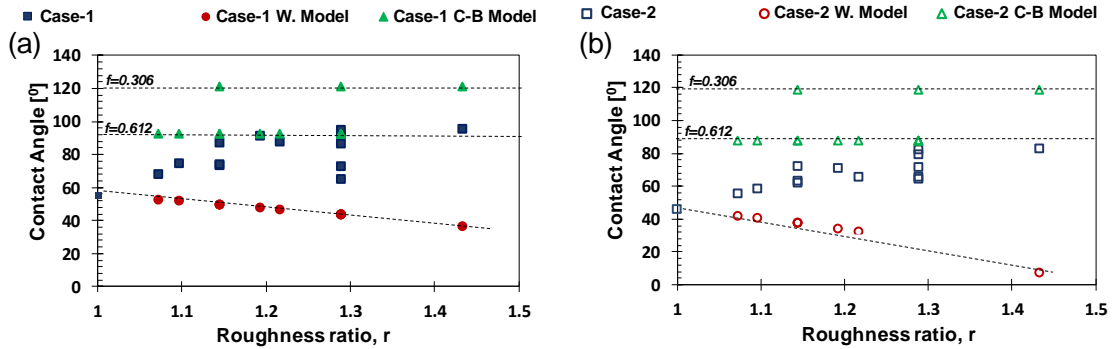 Case-1 Case-1 W. Model Case-1 C-B Model
(a)
140
120
100
80
60
40
20
0
f=0.306
f=0.612
Contact Angle [⁰]
1 1.1 1.2 1.3 1.4 1.5
Roughness ratio, r
Case-2 Case-2 W. Model Case-2 C-B Model
(b)
140
120
100
80
60
40
20
0
f=0.306
f=0.612
Contact Angle [⁰]
1 1.1 1.2 1.3 1.4 1.5
Roughness ratio, r